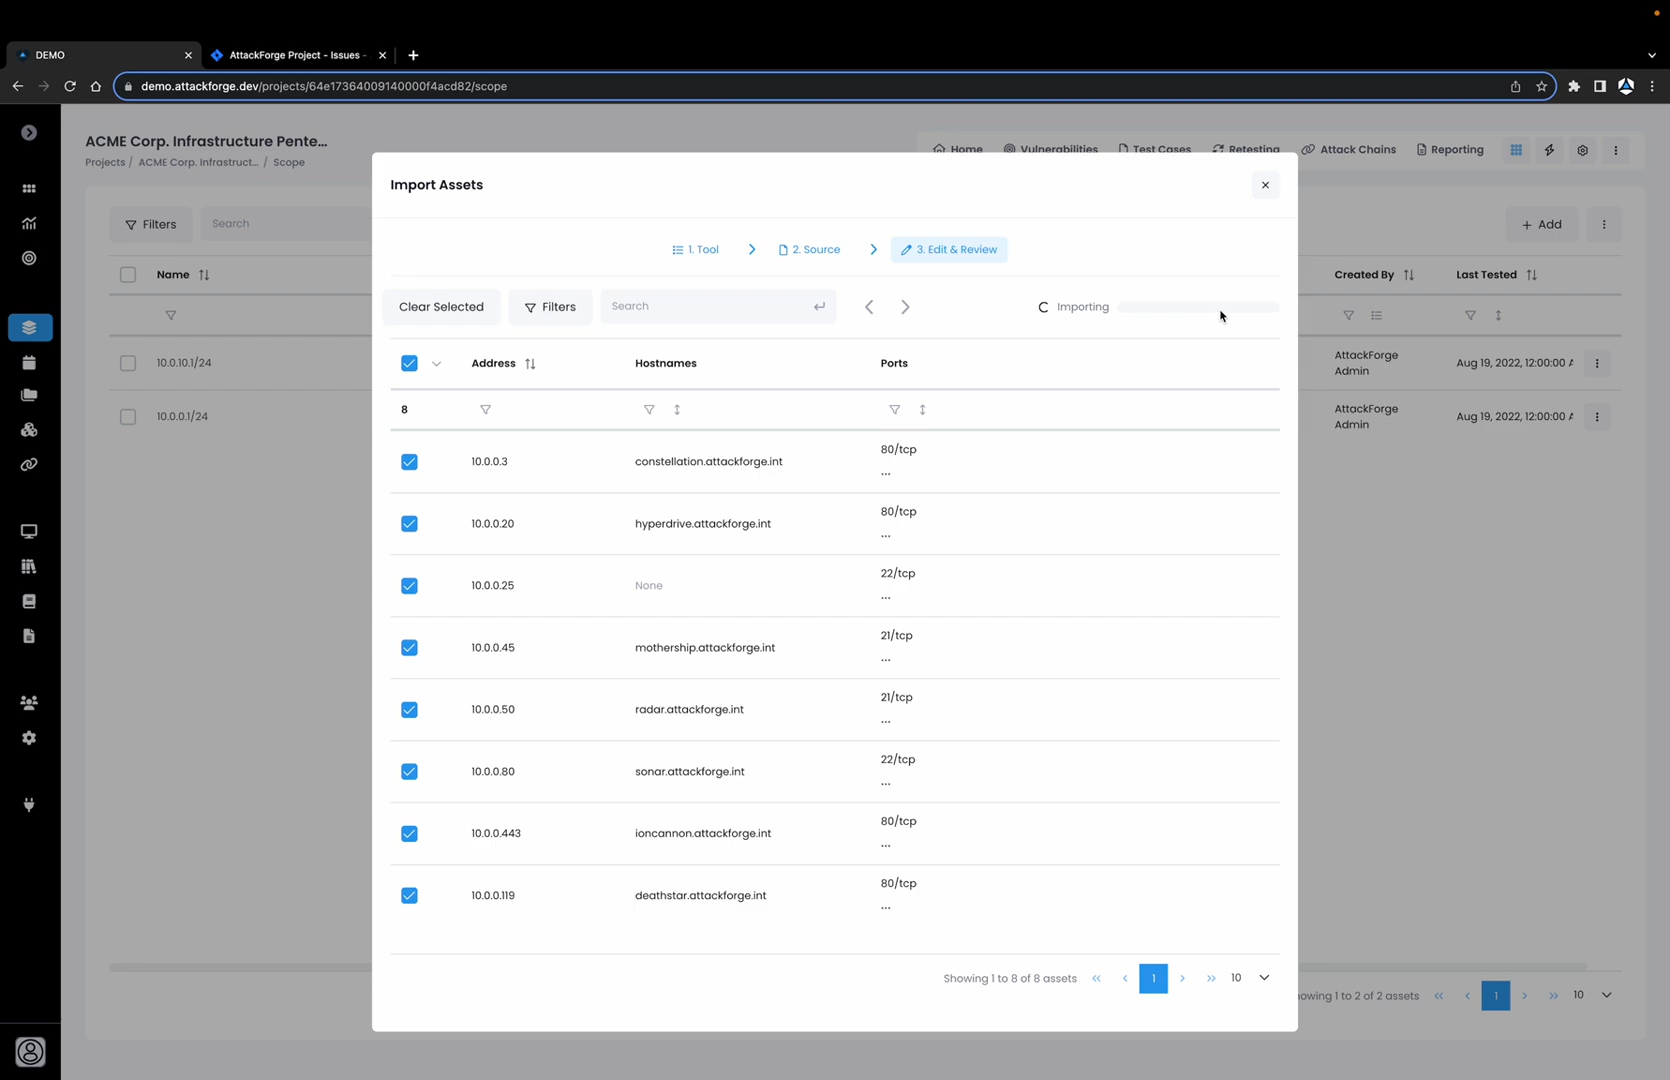 DEMO
AttackForge Project - Issues -
demo.attackforge.dev/projects/64e17364009140000f4acd82/scope
ACME Corp. Infrastructure Pente...
Projects / ACME Corp. Infrastruct... / Scope
Home Vulnerabilities Test Cases Retesting Attack Chains Reporting
Filters
Search
Add
Name
Created By
Last Tested
10.0.10.1/24
AttackForge
Admin
Aug 19, 2022, 12:00:00 A
10.0.0.1/24
AttackForge
Admin
Aug 19, 2022, 12:00:00 A
Import Assets
1. Tool
2. Source
3. Edit & Review
Clear Selected
Filters
Search
Importing
Address
Hostnames
Ports
8
10.0.0.3 constellation.attackforge.int 80/tcp
...
10.0.0.20 hyperdrive.attackforge.int 80/tcp
...
10.0.0.25 None 22/tcp
...
10.0.0.45 mothership.attackforge.int 21/tcp
...
10.0.0.50 radar.attackforge.int 21/tcp
...
10.0.0.80 sonar.attackforge.int 22/tcp
...
10.0.0.443 ioncannon.attackforge.int 80/tcp
...
10.0.0.119 deathstar.attackforge.int 80/tcp
...
Showing 1 to 8 of 8 assets « ‹ 1 › » 10
owing 1 to 2 of 2 assets « ‹ 1 › » 10